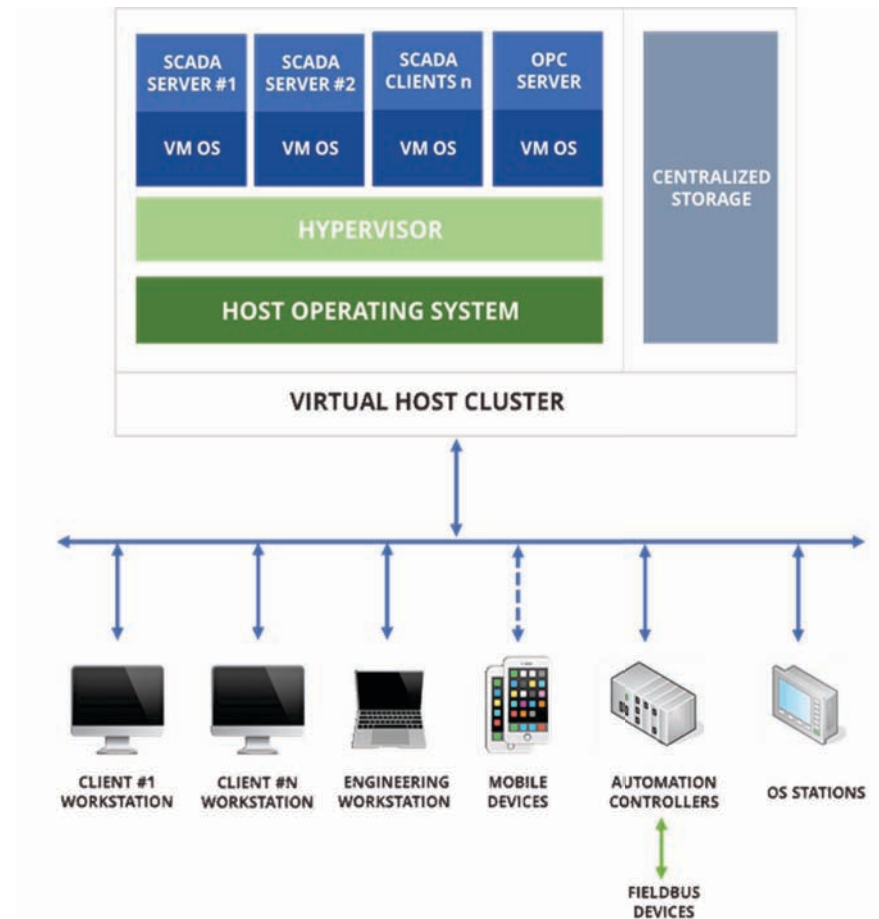 SCADA
SERVER #1
SCADA
SERVER #2
SCADA
CLIENTS n
OPC
SERVER
VM OS
VM OS
VM OS
VM OS
CENTRALIZED
STORAGE
HYPERVISOR
HOST OPERATING SYSTEM
VIRTUAL HOST CLUSTER
CLIENT #1
WORKSTATION
CLIENT #N
WORKSTATION
ENGINEERING
WORKSTATION
MOBILE
DEVICES
AUTOMATION
CONTROLLERS
OS STATIONS
FIELDBUS
DEVICES